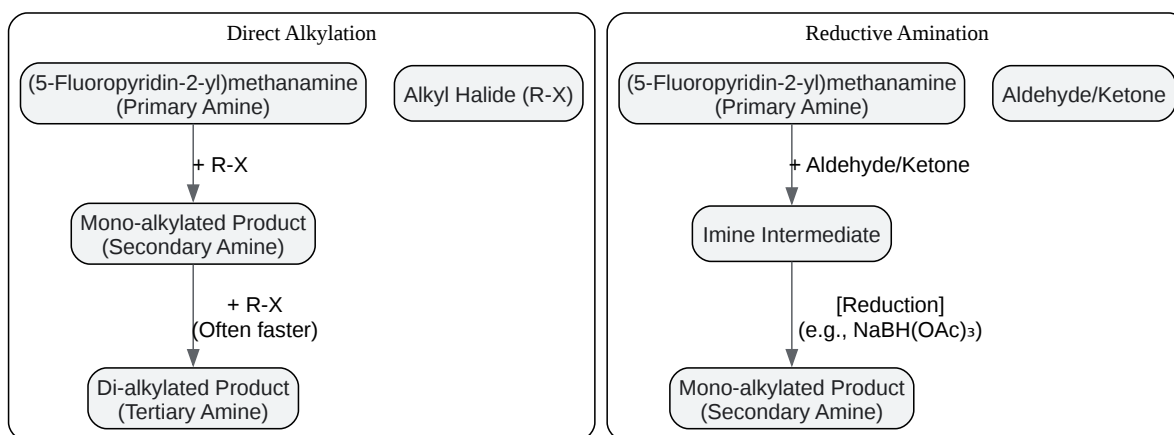 Direct Alkylation
(5-Fluoropyridin-2-yl)methanamine
(Primary Amine)
Alkyl Halide (R-X)
+ R-X
Mono-alkylated Product
(Secondary Amine)
+ R-X
(Often faster)
Di-alkylated Product
(Tertiary Amine)
Reductive Amination
(5-Fluoropyridin-2-yl)methanamine
(Primary Amine)
Aldehyde/Ketone
+ Aldehyde/Ketone
Imine Intermediate
[Reduction]
(e.g., NaBH(OAc)₃)
Mono-alkylated Product
(Secondary Amine)